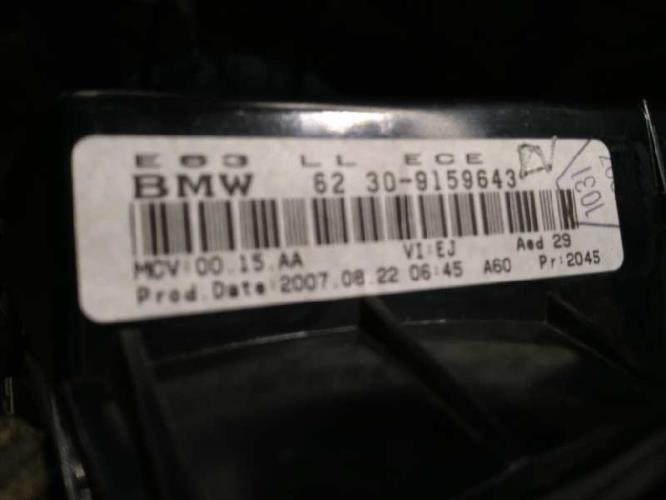 E63 LL ECE
BMW 62 30-9159643
MCV:00.15.AA VI:EJ Aed 29
Prod.Date:2007.08.22 06:45 A60 Pr:2045
1031